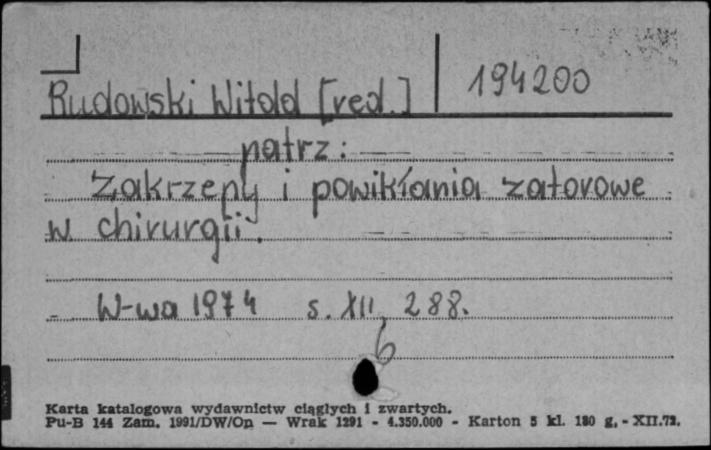 Rudowski Witold [red.] 194200
patrz:
Zakrzepy i powikłania zatorowe
w chirurgii.
W-wa 1974 s. XII, 288.
6
Karta katalogowa wydawnictw ciągłych i zwartych.
Pu-B 144 Zam. 1991/DW/Op — Wrak 1291 - 4.350.000 - Karton 5 kl. 180 g. - XII.72.